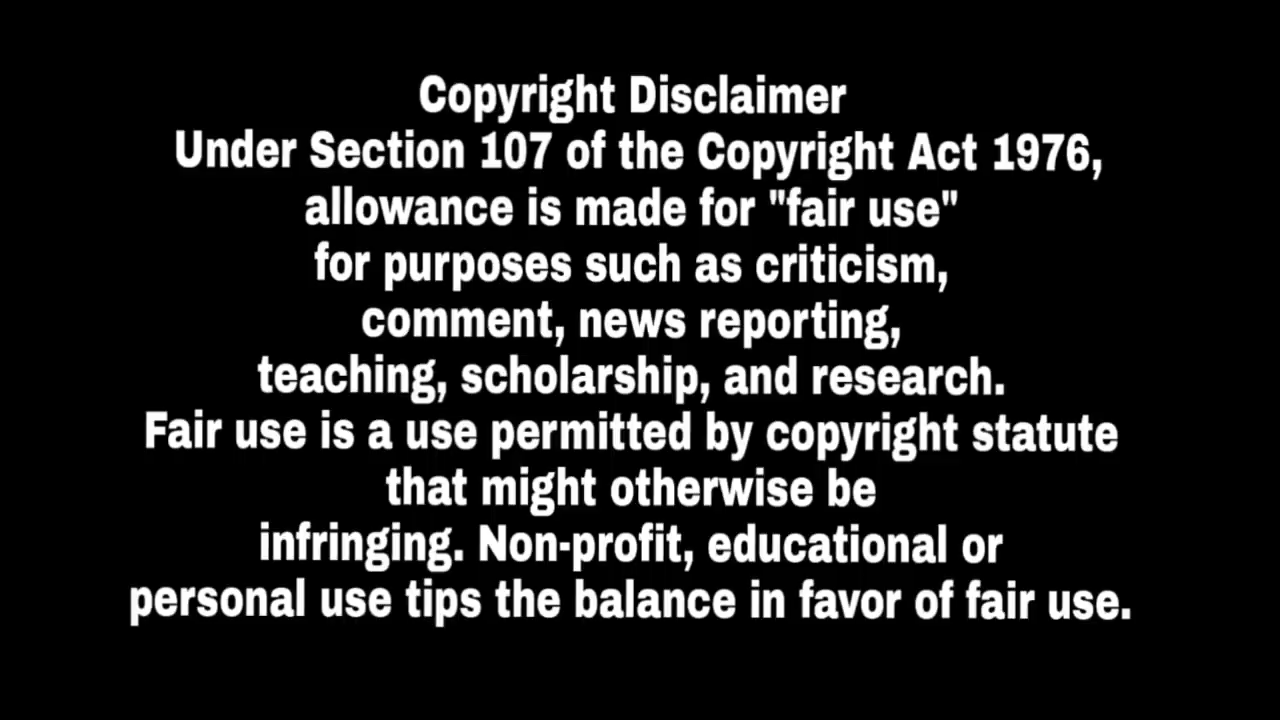 Copyright Disclaimer
Under Section 107 of the Copyright Act 1976,
allowance is made for "fair use"
for purposes such as criticism,
comment, news reporting,
teaching, scholarship, and research.
Fair use is a use permitted by copyright statute
that might otherwise be
infringing. Non-profit, educational or
personal use tips the balance in favor of fair use.